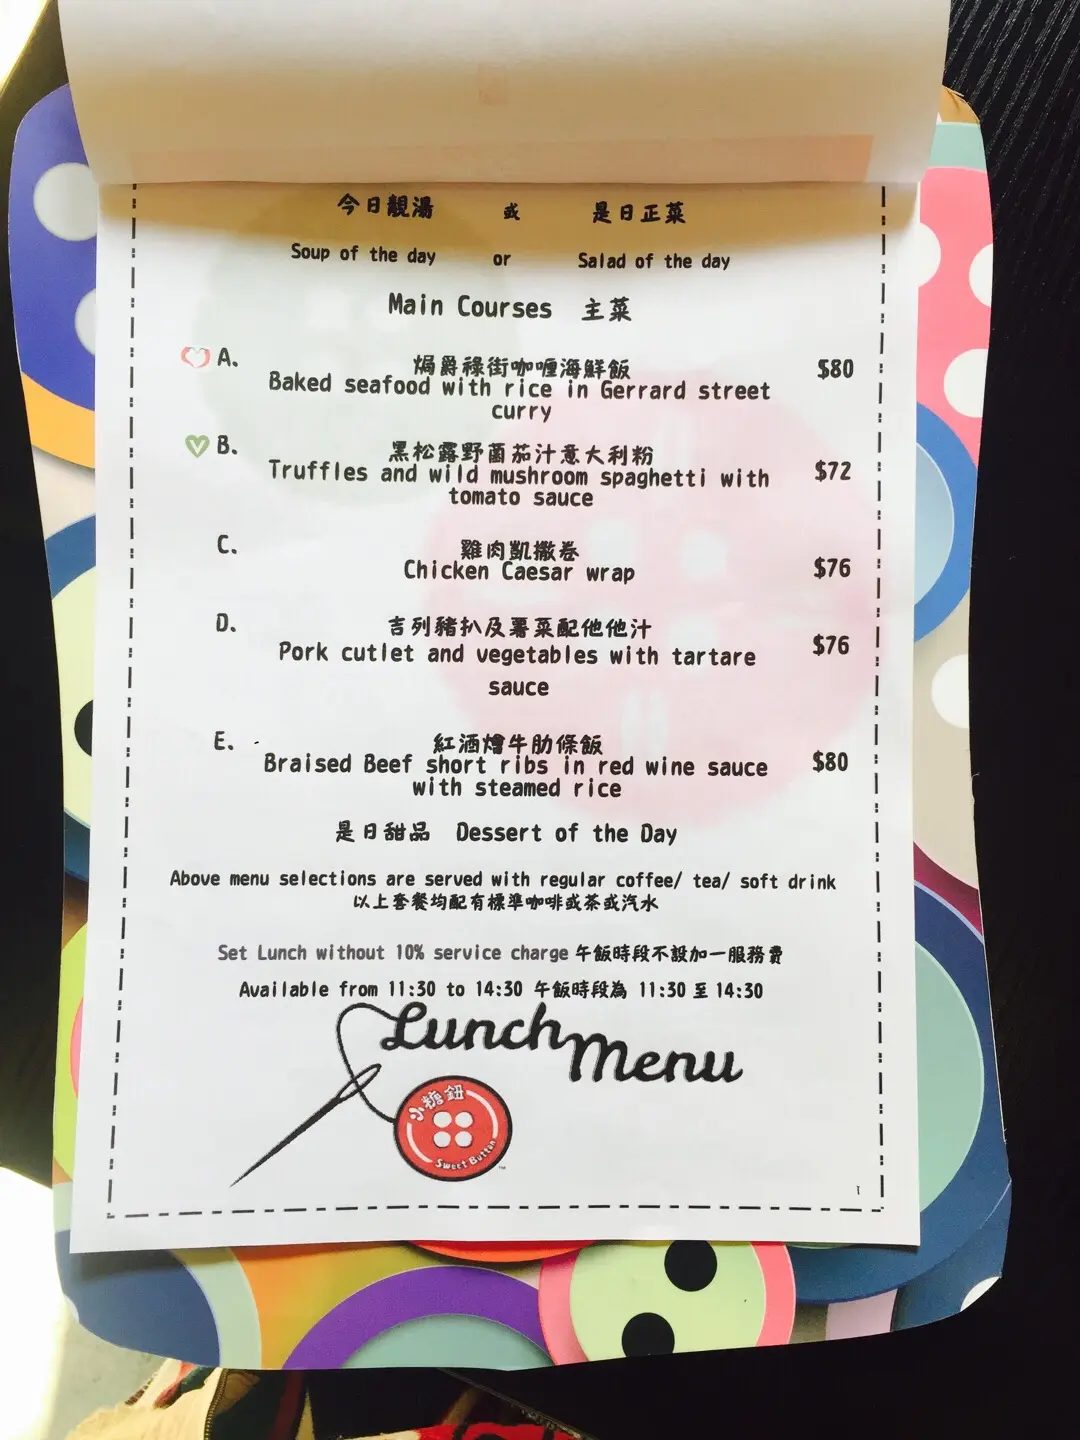 今日靚湯 或 是日正菜
Soup of the day or Salad of the day
Main Courses 主菜
A. 焗爵祿街咖喱海鮮飯 $80
Baked seafood with rice in Gerrard street
curry
V B. 黑松露野菌茄汁意大利粉 $72
Truffles and wild mushroom spaghetti with
tomato sauce
C. 雞肉凱撒卷 $76
Chicken Caesar wrap
D. 吉列豬扒及薯菜配他他汁 $76
Pork cutlet and vegetables with tartare
sauce
E. 紅酒燴牛肋條飯 $80
Braised Beef short ribs in red wine sauce
with steamed rice
是日甜品 Dessert of the Day
Above menu selections are served with regular coffee/ tea/ soft drink
以上套餐均配有標準咖啡或茶或汽水
Set Lunch without 10% service charge 午飯時段不設加一服務費
Available from 11:30 to 14:30 午飯時段為 11:30 至 14:30
Lunch
Menu
小糖鈕
Sweet Button